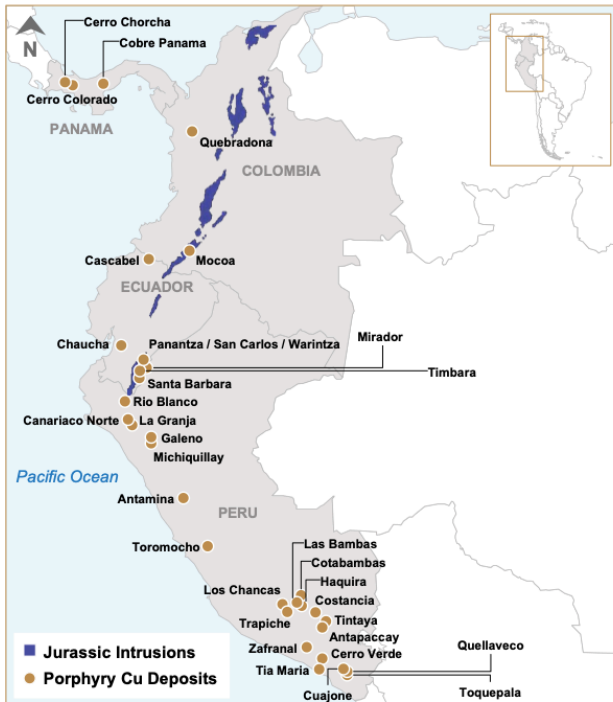 Cerro Chorcha
Cobre Panama
N
Cerro Colorado
PANAMA
Quebradona
COLOMBIA
Cascabel
Mocoa
ECUADOR
Mirador
Chaucha
Panantza / San Carlos / Warintza
Timbara
Santa Barbara
Rio Blanco
Canariaco Norte
La Granja
Galeno
Michiquillay
Pacific Ocean
Antamina
PERU
Toromocho
Las Bambas
Cotabambas
Haquira
Los Chancas
Costancia
Trapiche
Tintaya
Antapaccay
Zafranal
Cerro Verde
Quellaveco
Tia Maria
Cuajone
Toquepala
Jurassic Intrusions
Porphyry Cu Deposits